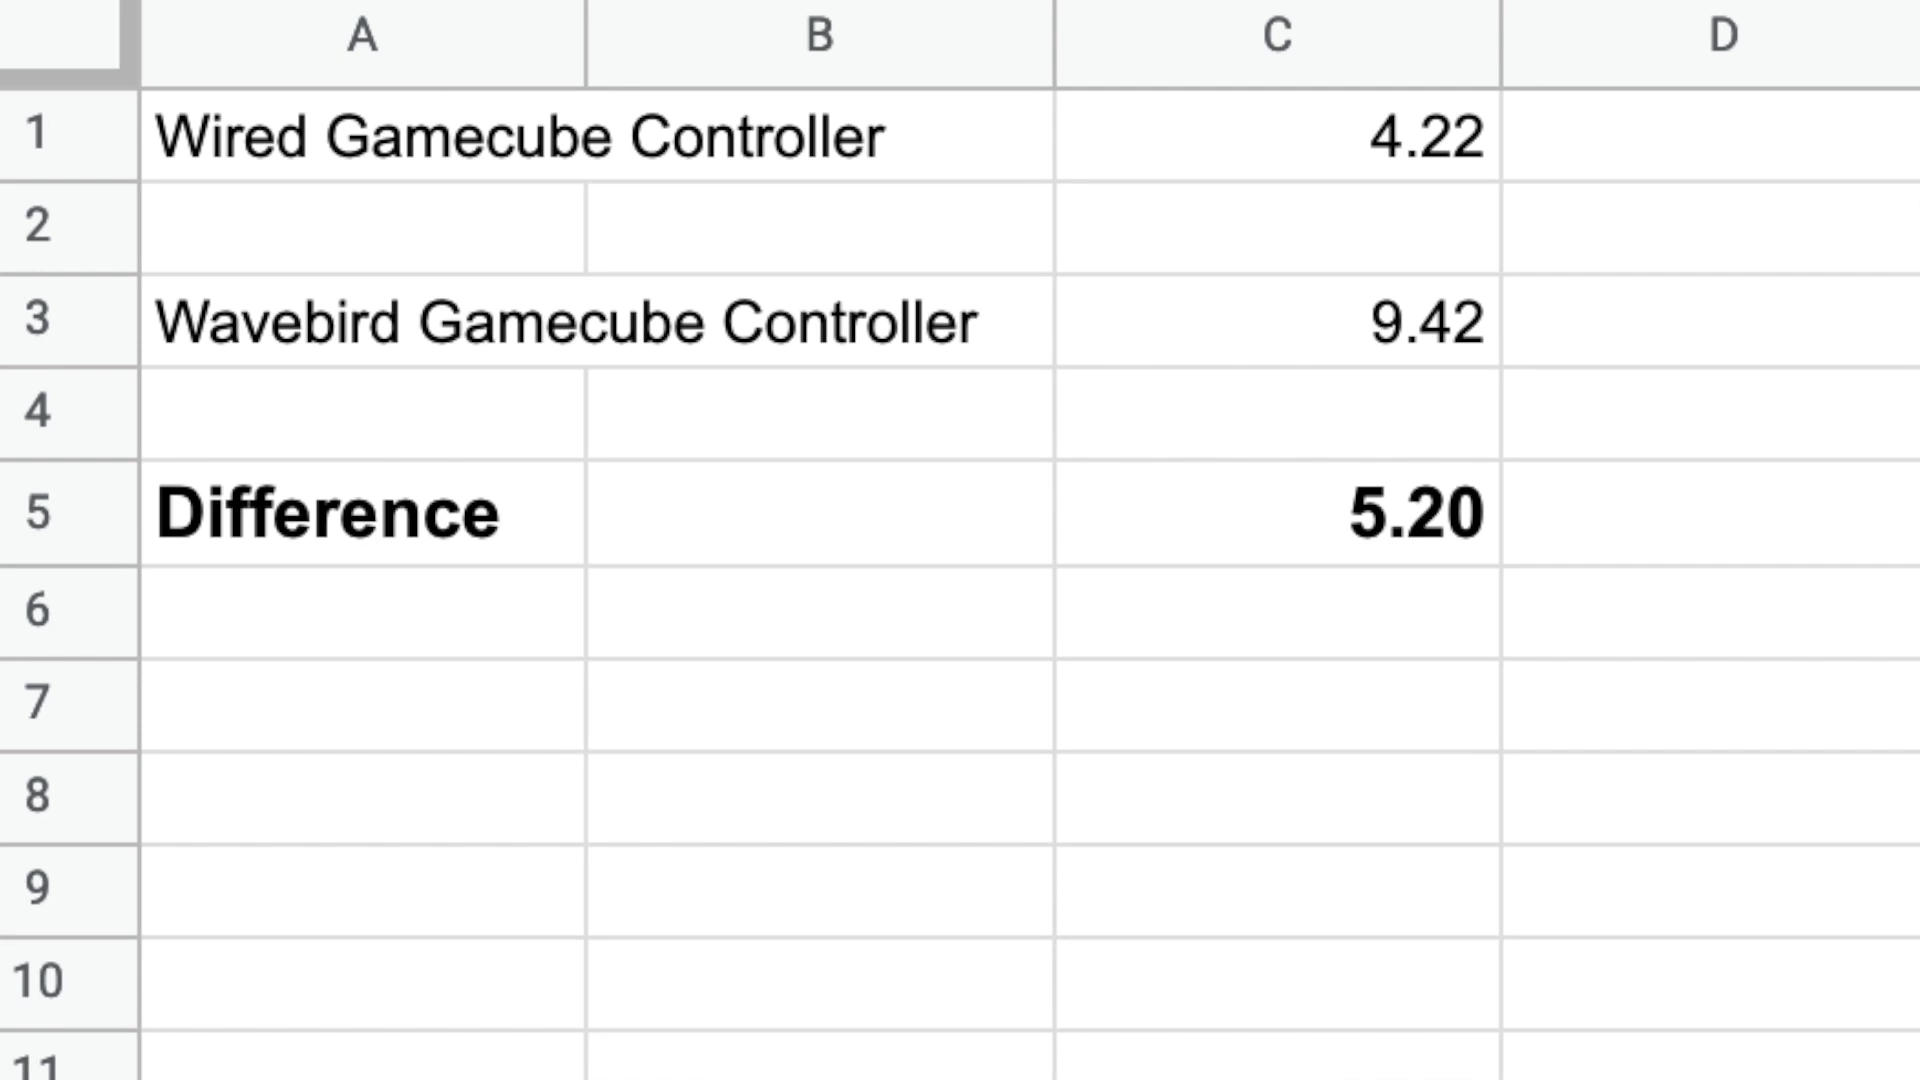 A B C D
1 Wired Gamecube Controller 4.22
2
3 Wavebird Gamecube Controller 9.42
4
5 Difference 5.20
6
7
8
9
10
11